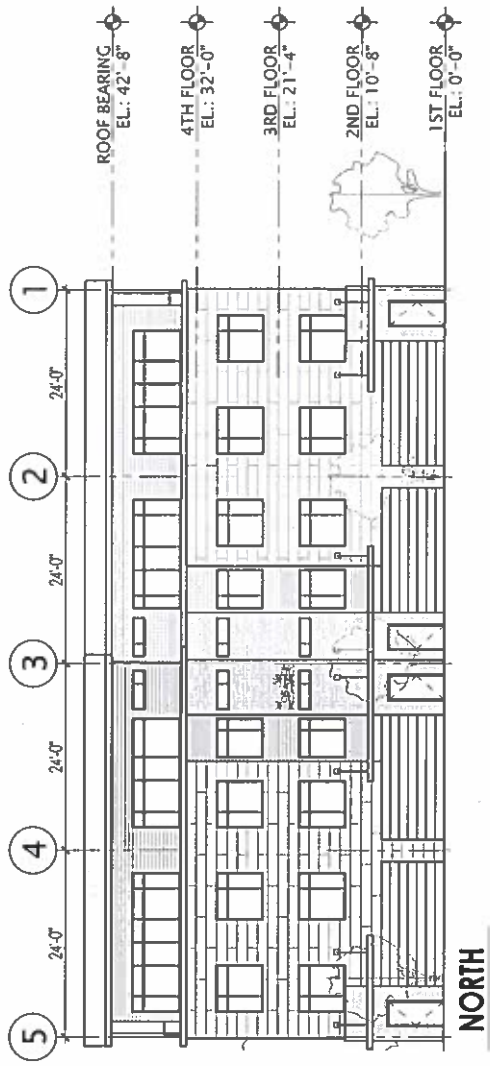 5
4
3
2
1
24'-0"
24'-0"
24'-0"
24'-0"
ROOF BEARING
EL.: 42'-8"
4TH FLOOR
EL.: 32'-0"
3RD FLOOR
EL.: 21'-4"
2ND FLOOR
EL.: 10'-8"
1ST FLOOR
EL.: 0'-0"
NORTH